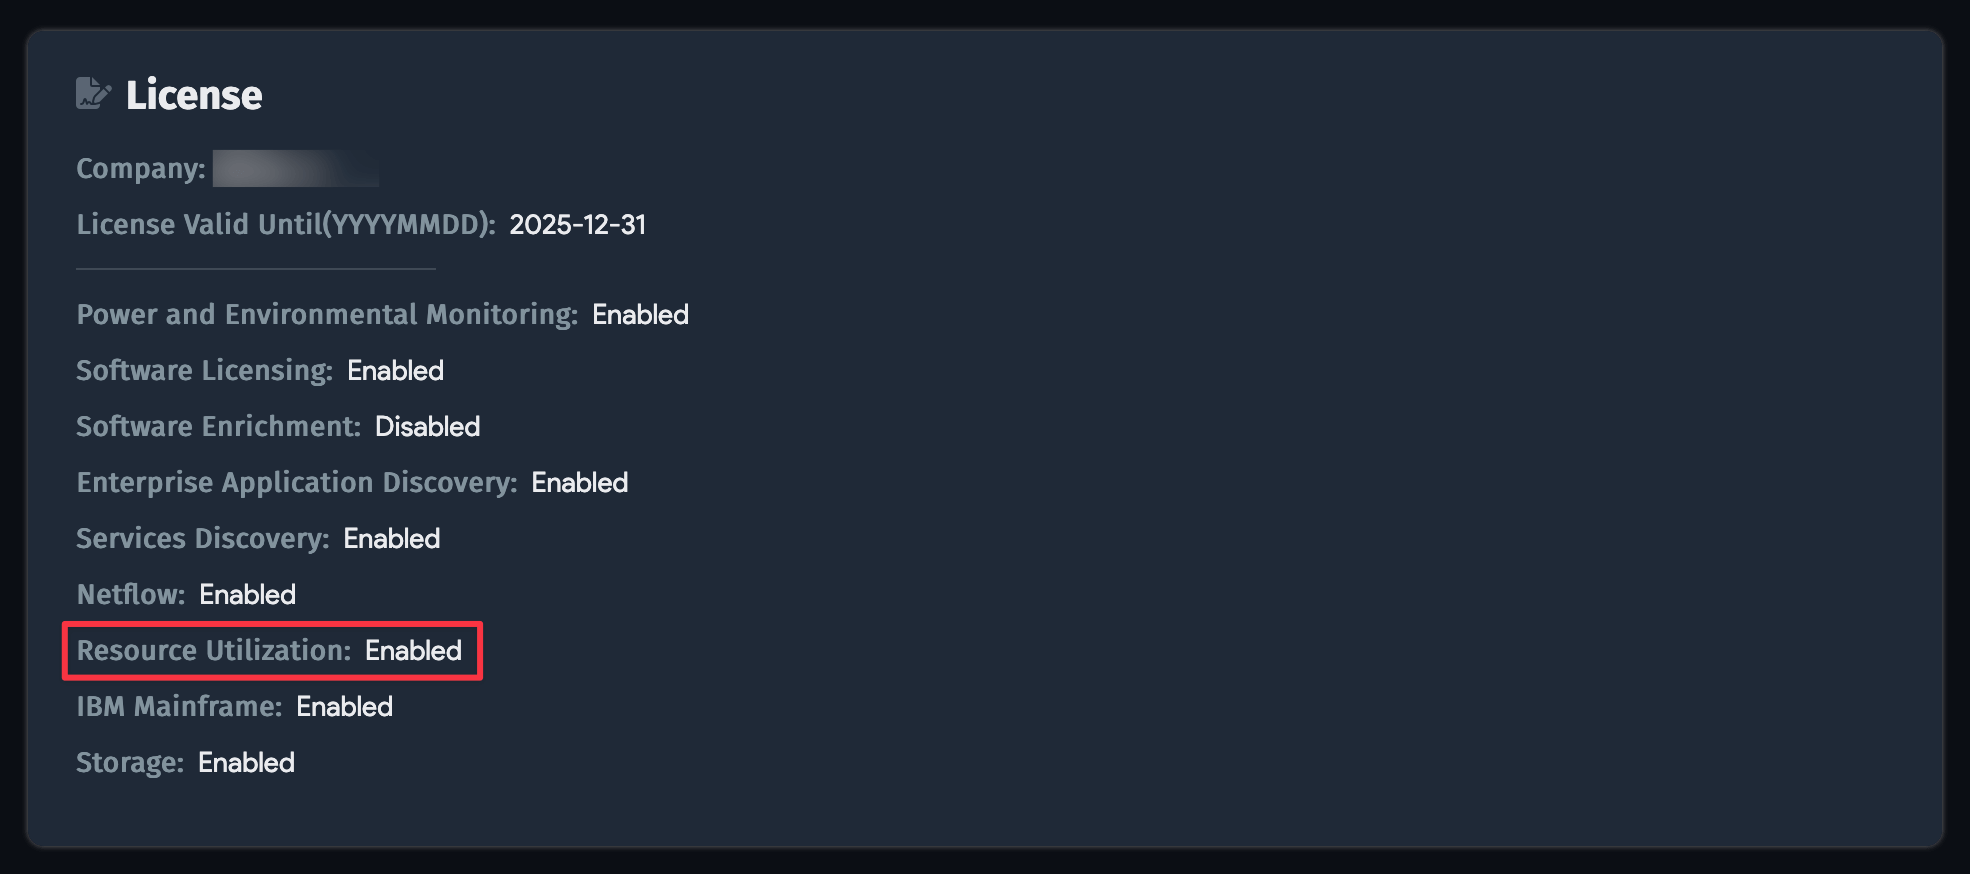 License
Company:
License Valid Until(YYYYMMDD): 2025-12-31
Power and Environmental Monitoring: Enabled
Software Licensing: Enabled
Software Enrichment: Disabled
Enterprise Application Discovery: Enabled
Services Discovery: Enabled
Netflow: Enabled
Resource Utilization: Enabled
IBM Mainframe: Enabled
Storage: Enabled